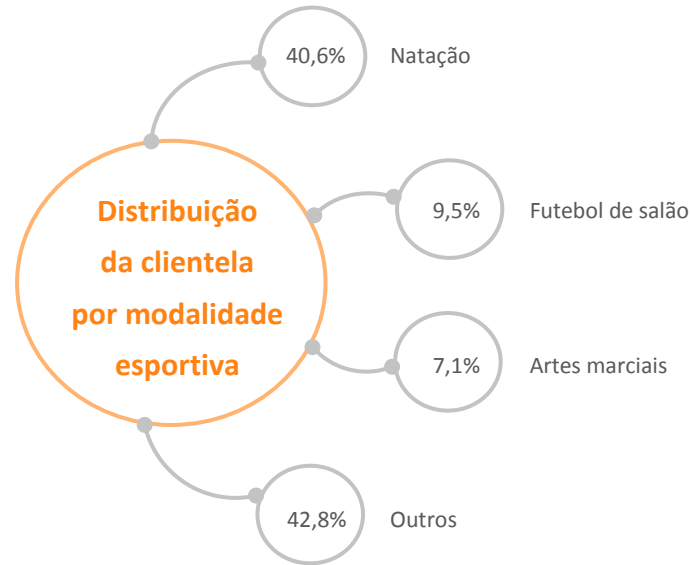 40,6% Natação
Distribuição
da clientela
por modalidade
esportiva
9,5% Futebol de salão
7,1% Artes marciais
42,8% Outros